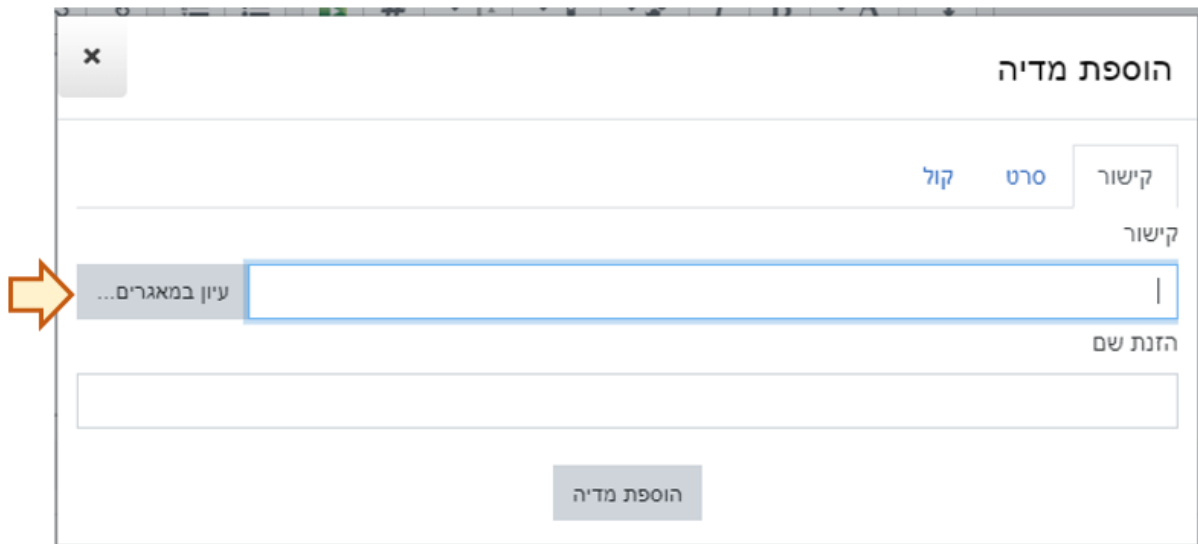 הוספת מדיה
×
קישור סרט קול
קישור
עיון במאגרים...
הזנת שם
הוספת מדיה